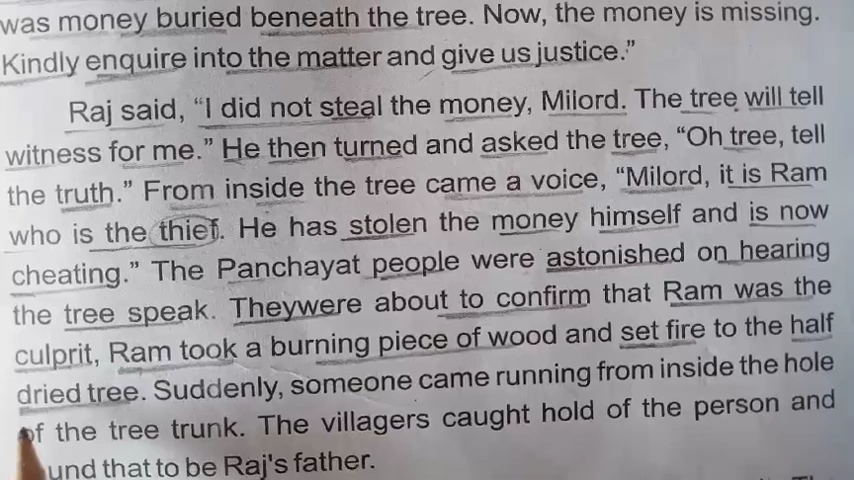 was money buried beneath the tree. Now, the money is missing.
Kindly enquire into the matter and give us justice.”
Raj said, “I did not steal the money, Milord. The tree will tell
witness for me.” He then turned and asked the tree, “Oh tree, tell
the truth.” From inside the tree came a voice, “Milord, it is Ram
who is the thief. He has stolen the money himself and is now
cheating.” The Panchayat people were astonished on hearing
the tree speak. Theywere about to confirm that Ram was the
culprit, Ram took a burning piece of wood and set fire to the half
dried tree. Suddenly, someone came running from inside the hole
of the tree trunk. The villagers caught hold of the person and
und that to be Raj's father.